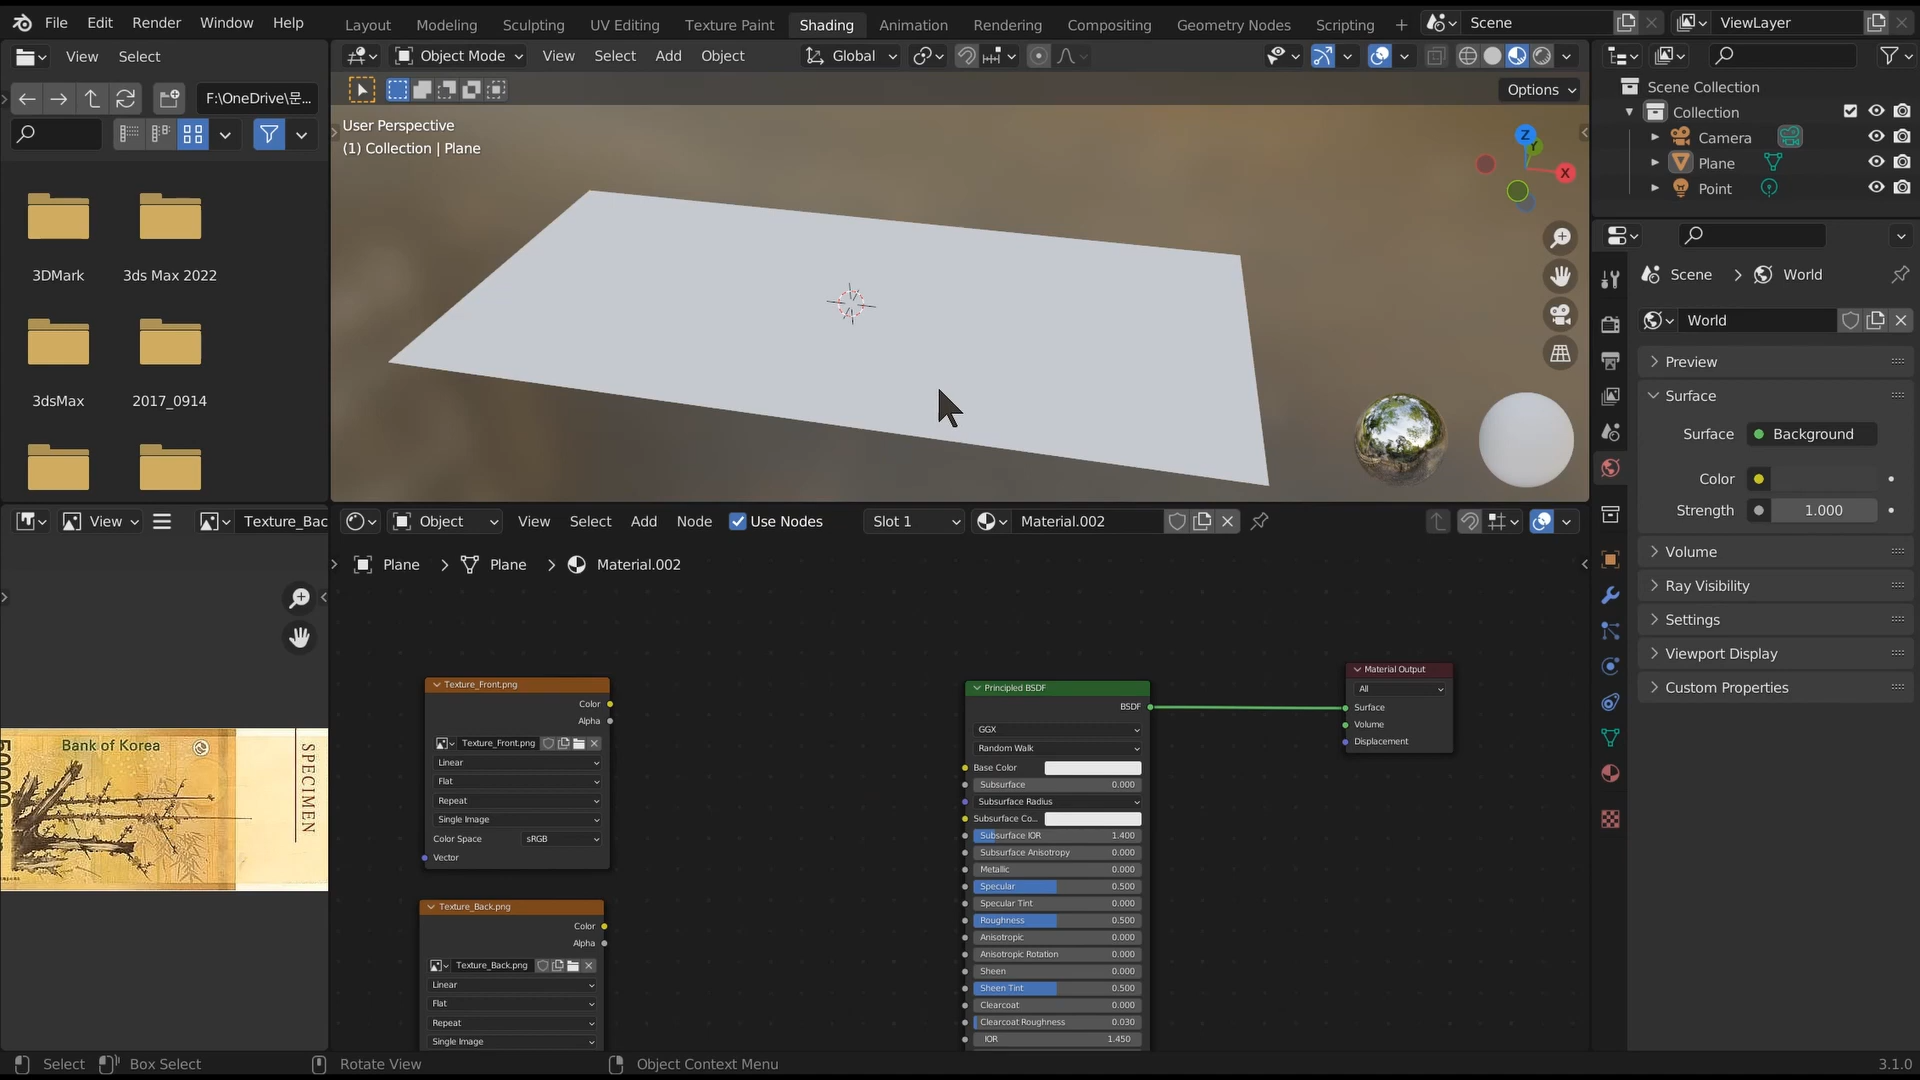 File Edit Render Window Help
Layout Modeling Sculpting UV Editing Texture Paint Shading Animation Rendering Compositing Geometry Nodes Scripting
Scene
ViewLayer
View Select
F:\OneDrive\문...
3DMark
3ds Max 2022
3dsMax
2017_0914
Object Mode View Select Add Object
Global
Options
User Perspective
(1) Collection | Plane
Z
Y
X
Scene Collection
Collection
Camera
Plane
Point
Scene > World
World
Preview
Surface
Surface Background
Color
Strength 1.000
Volume
Ray Visibility
Settings
Viewport Display
Custom Properties
View
Texture_Bac
Bank of Korea
SPECIMEN
Object View Select Add Node Use Nodes Slot 1 Material.002
Plane > Plane > Material.002
Texture_Front.png
Color
Alpha
Texture_Front.png
Linear
Flat
Repeat
Single Image
Color Space sRGB
Vector
Texture_Back.png
Color
Alpha
Texture_Back.png
Linear
Flat
Repeat
Single Image
Principled BSDF
BSDF
GGX
Random Walk
Base Color
Subsurface 0.000
Subsurface Radius
Subsurface Co...
Subsurface IOR 1.400
Subsurface Anisotropy 0.000
Metallic 0.000
Specular 0.500
Specular Tint 0.000
Roughness 0.500
Anisotropic 0.000
Anisotropic Rotation 0.000
Sheen 0.000
Sheen Tint 0.500
Clearcoat 0.000
Clearcoat Roughness 0.030
IOR 1.450
Material Output
All
Surface
Volume
Displacement
Select Box Select Rotate View Object Context Menu 3.1.0